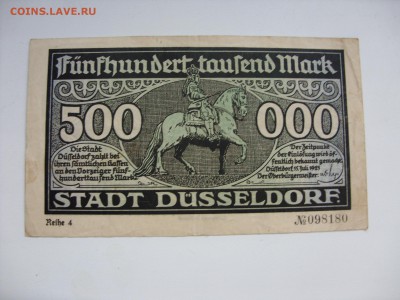 COINS.LAVE.RU
Fünfhundert tausend Mark
500 000
Die Stadt
Düsseldorf zahlt bei
ihren sämtlichen Kassen
an den Vorzeiger Fünf-
hunderttausend Mark
Der Zeitpunkt
der Einlösung wird öf-
fentlich bekannt gemacht.
Düsseldorf, 15. Juli 1923
Der Oberbürgermeister:
STADT DÜSSELDORF
Reihe 4
№ 098180